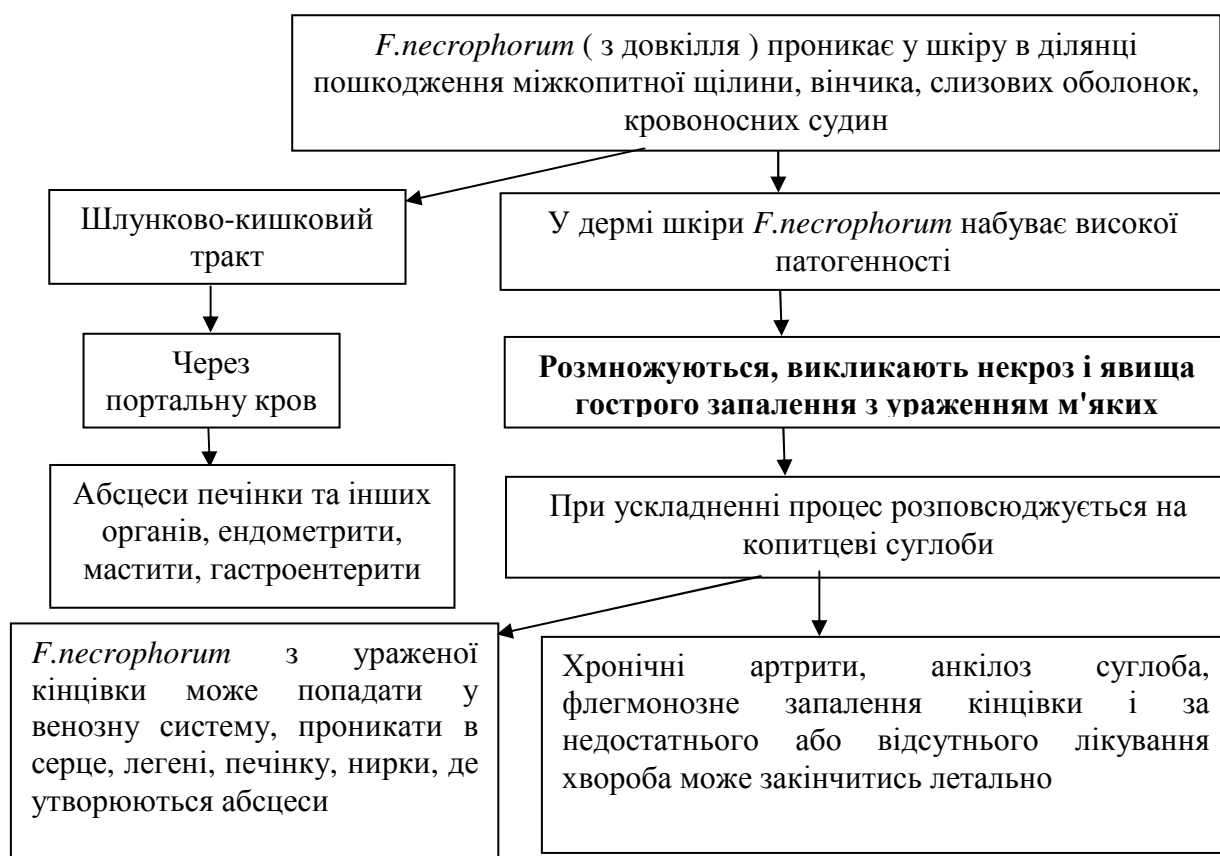 F.necrophorum ( з довкілля ) проникає у шкіру в ділянці
пошкодження міжкопитної щілини, вінчика, слизових оболонок,
кровоносних судин
Шлунково-кишковий
тракт
У дермі шкіри F.necrophorum набуває високої
патогенності
Через
портальну кров
Розмножуються, викликають некроз і явища
гострого запалення з ураженням м'яких
Абсцеси печінки та інших
органів, ендометрити,
мастити, гастроентерити
При ускладненні процес розповсюджується на
копитцеві суглоби
F.necrophorum з ураженої
кінцівки може попадати у
венозну систему, проникати в
серце, легені, печінку, нирки, де
утворюються абсцеси
Хронічні артрити, анкілоз суглоба,
флегмонозне запалення кінцівки і за
недостатнього або відсутнього лікування
хвороба може закінчитись летально